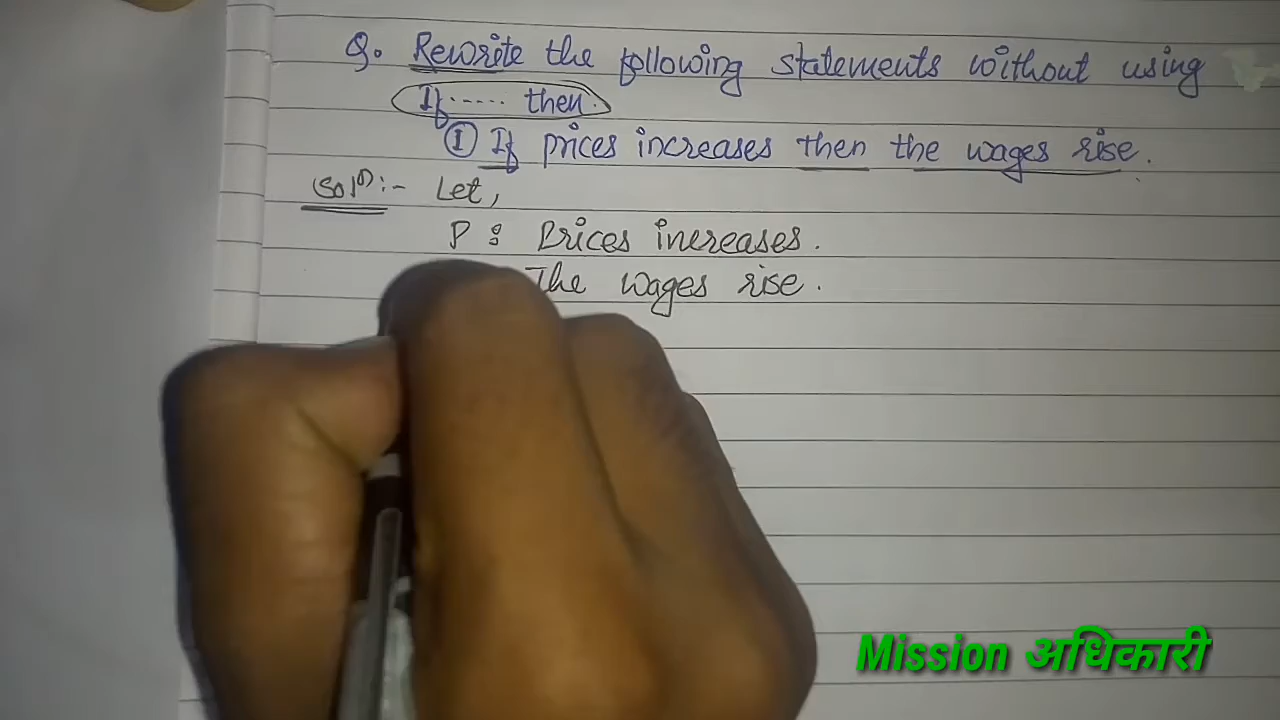 Q. Rewrite the following statements without using
If ..... then.
① If prices increases then the wages rise.
Solⁿ:- Let,
P : Prices increases.
The wages rise.
Mission अधिकारी